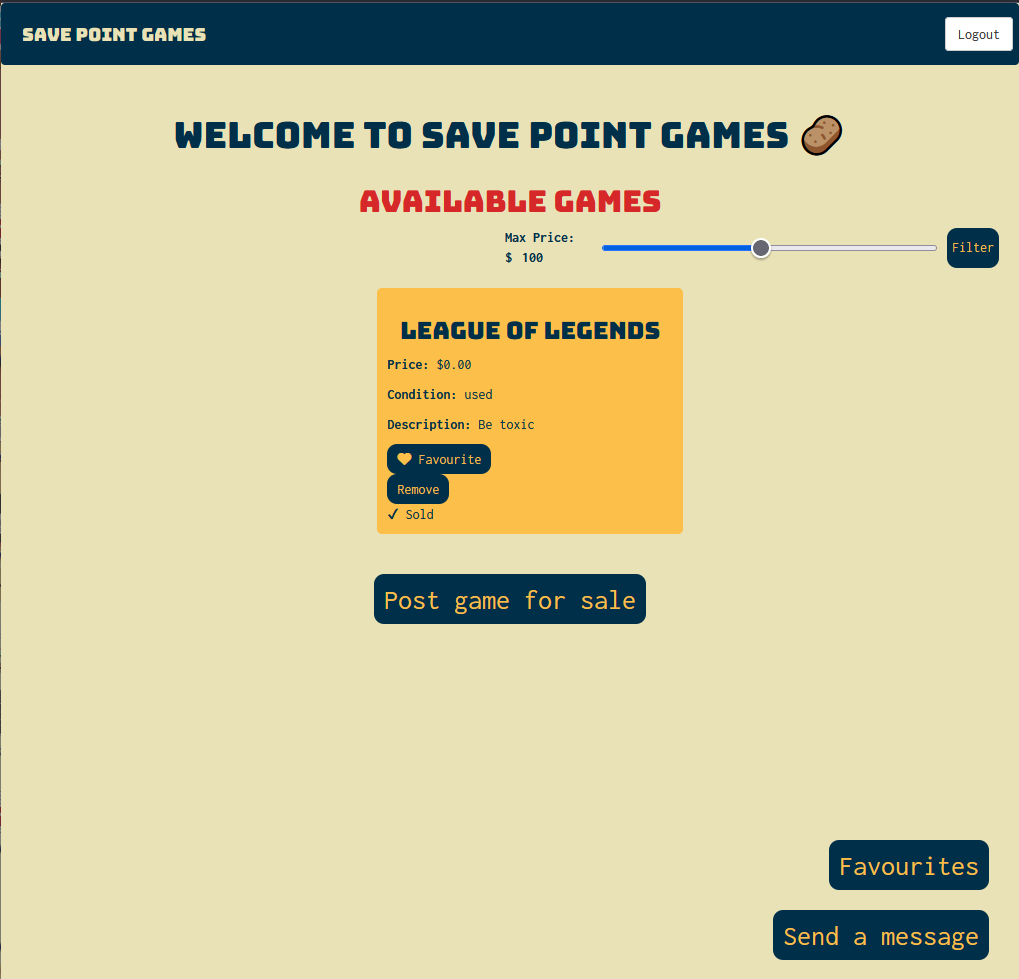 SAVE POINT GAMES
Logout
WELCOME TO SAVE POINT GAMES
AVAILABLE GAMES
Max Price:
$ 100
Filter
LEAGUE OF LEGENDS
Price: $0.00
Condition: used
Description: Be toxic
Favourite
Remove
✓ Sold
Post game for sale
Favourites
Send a message